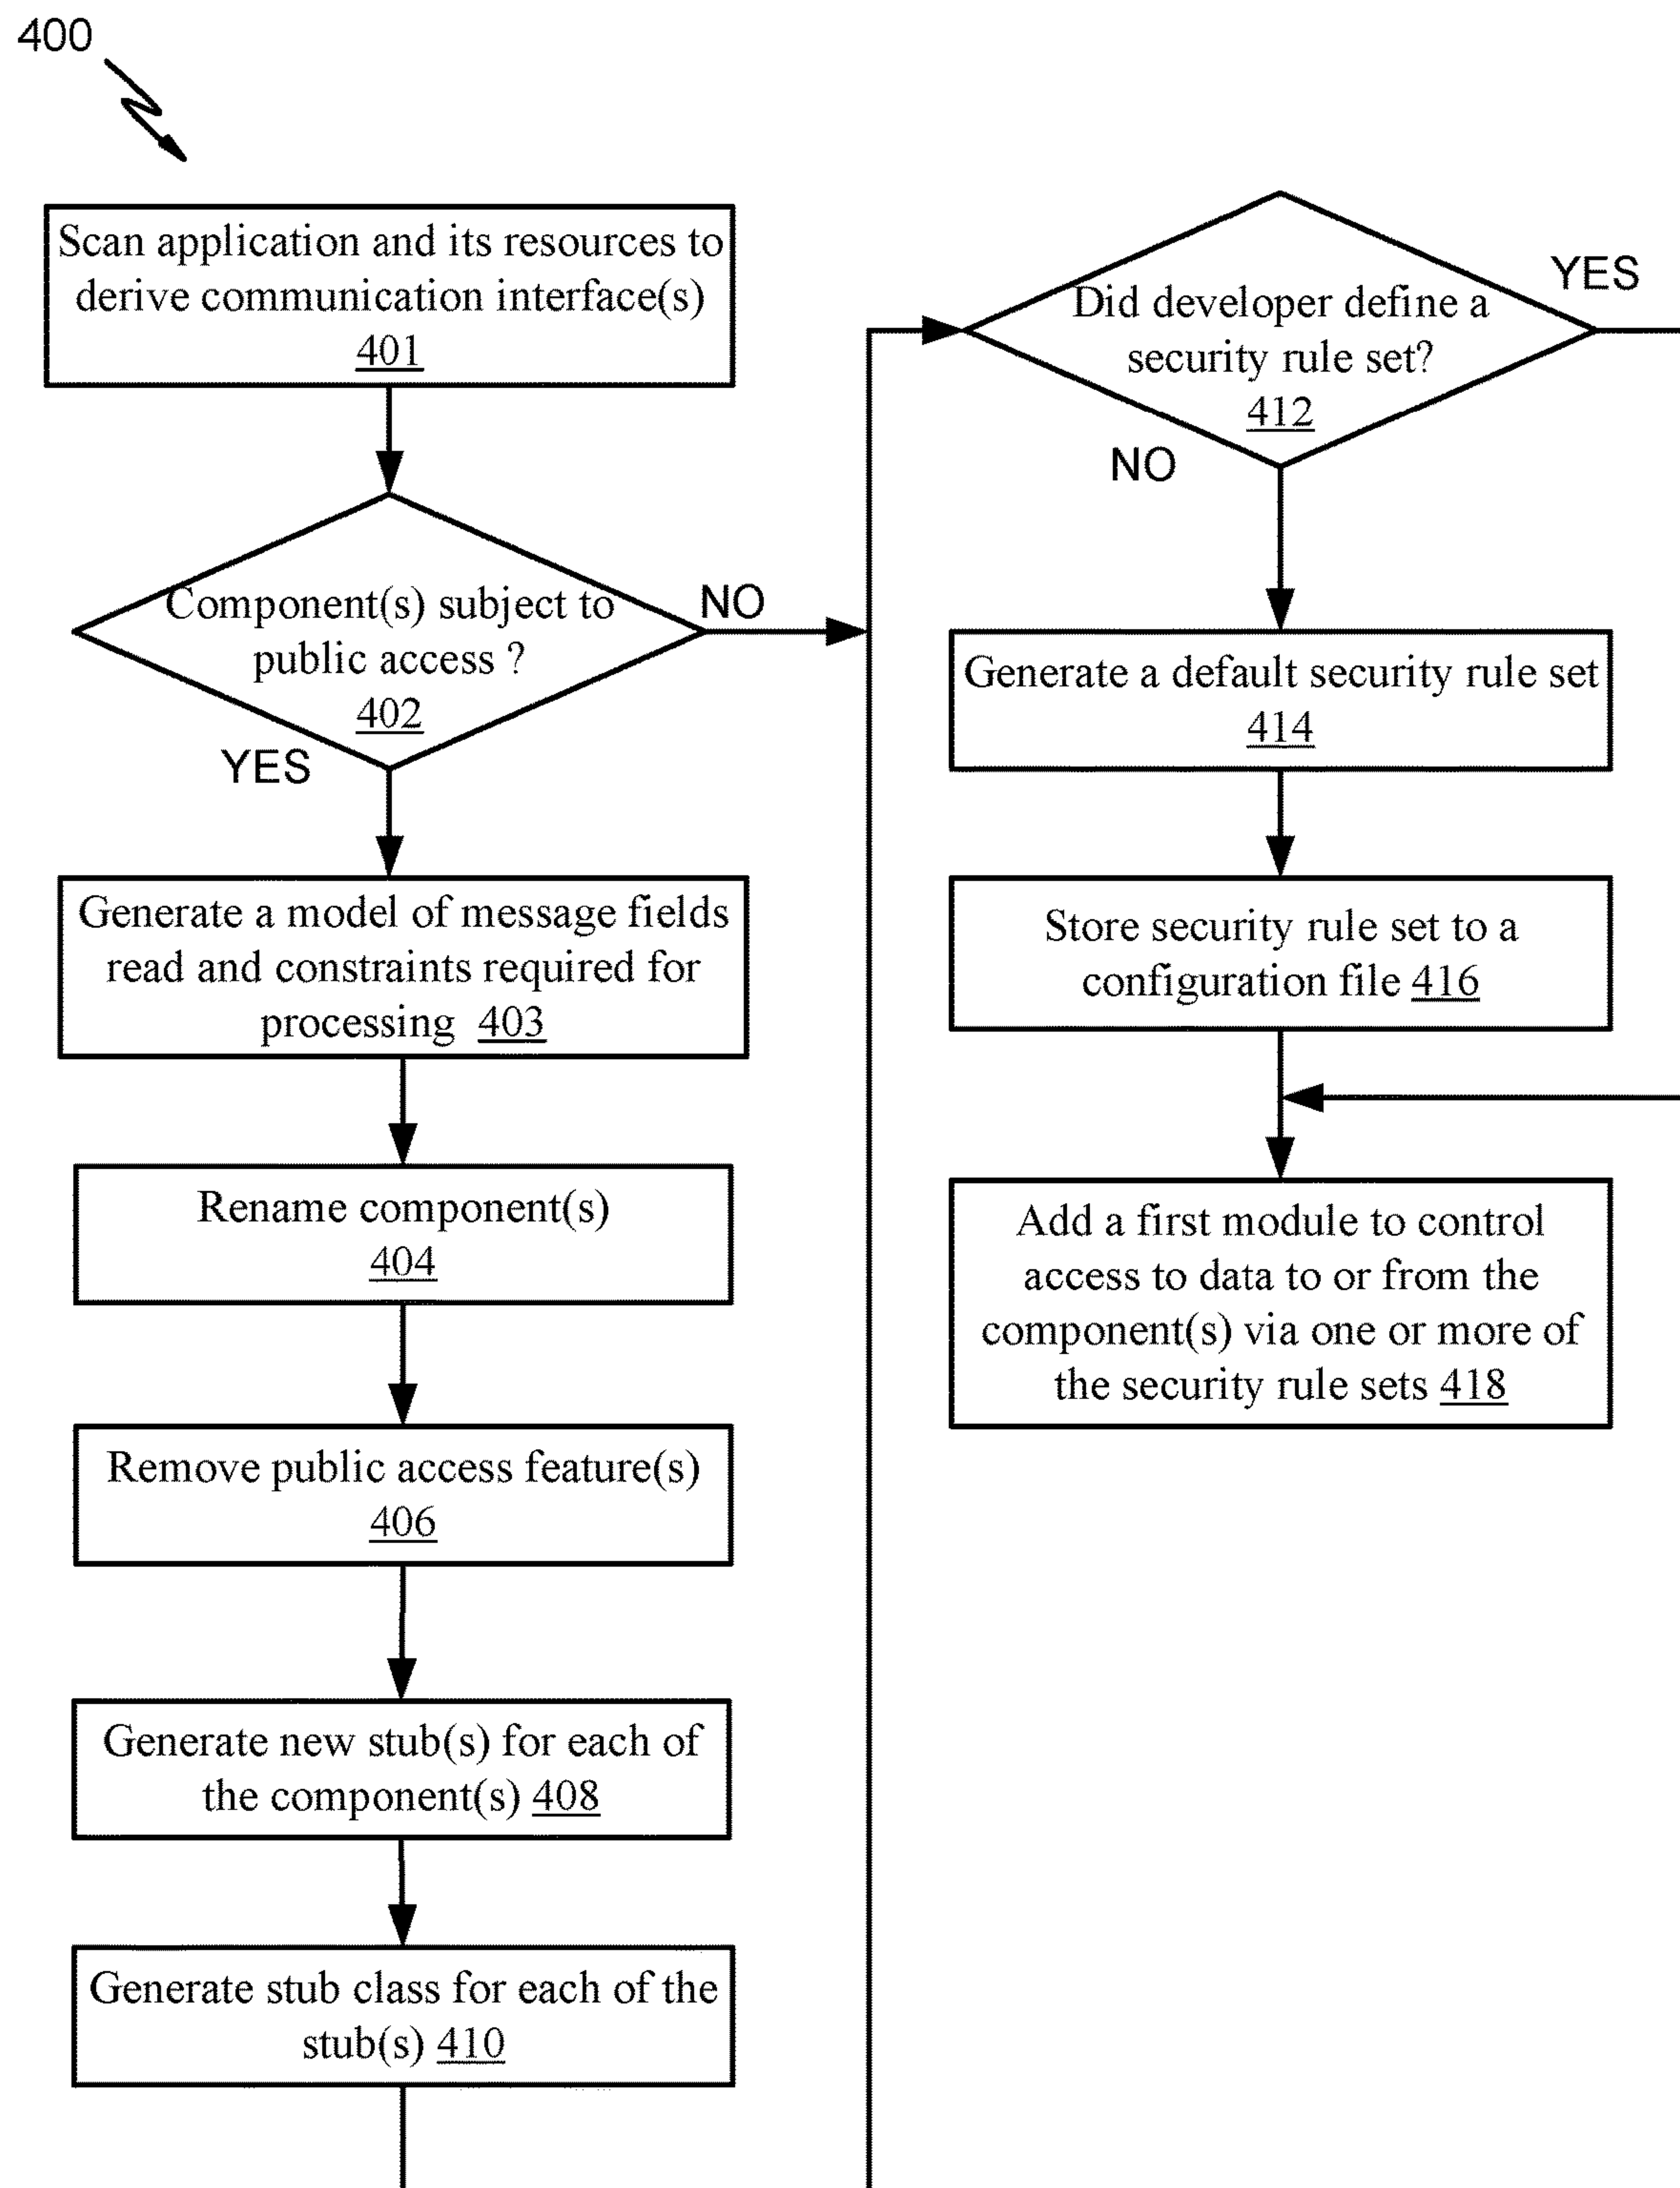 400
Scan application and its resources to
derive communication interface(s)
401
Component(s) subject to
public access ?
402
NO
YES
Generate a model of message fields
read and constraints required for
processing 403
Rename component(s)
404
Remove public access feature(s)
406
Generate new stub(s) for each of
the component(s) 408
Generate stub class for each of the
stub(s) 410
Did developer define a
security rule set?
412
YES
NO
Generate a default security rule set
414
Store security rule set to a
configuration file 416
Add a first module to control
access to data to or from the
component(s) via one or more of
the security rule sets 418